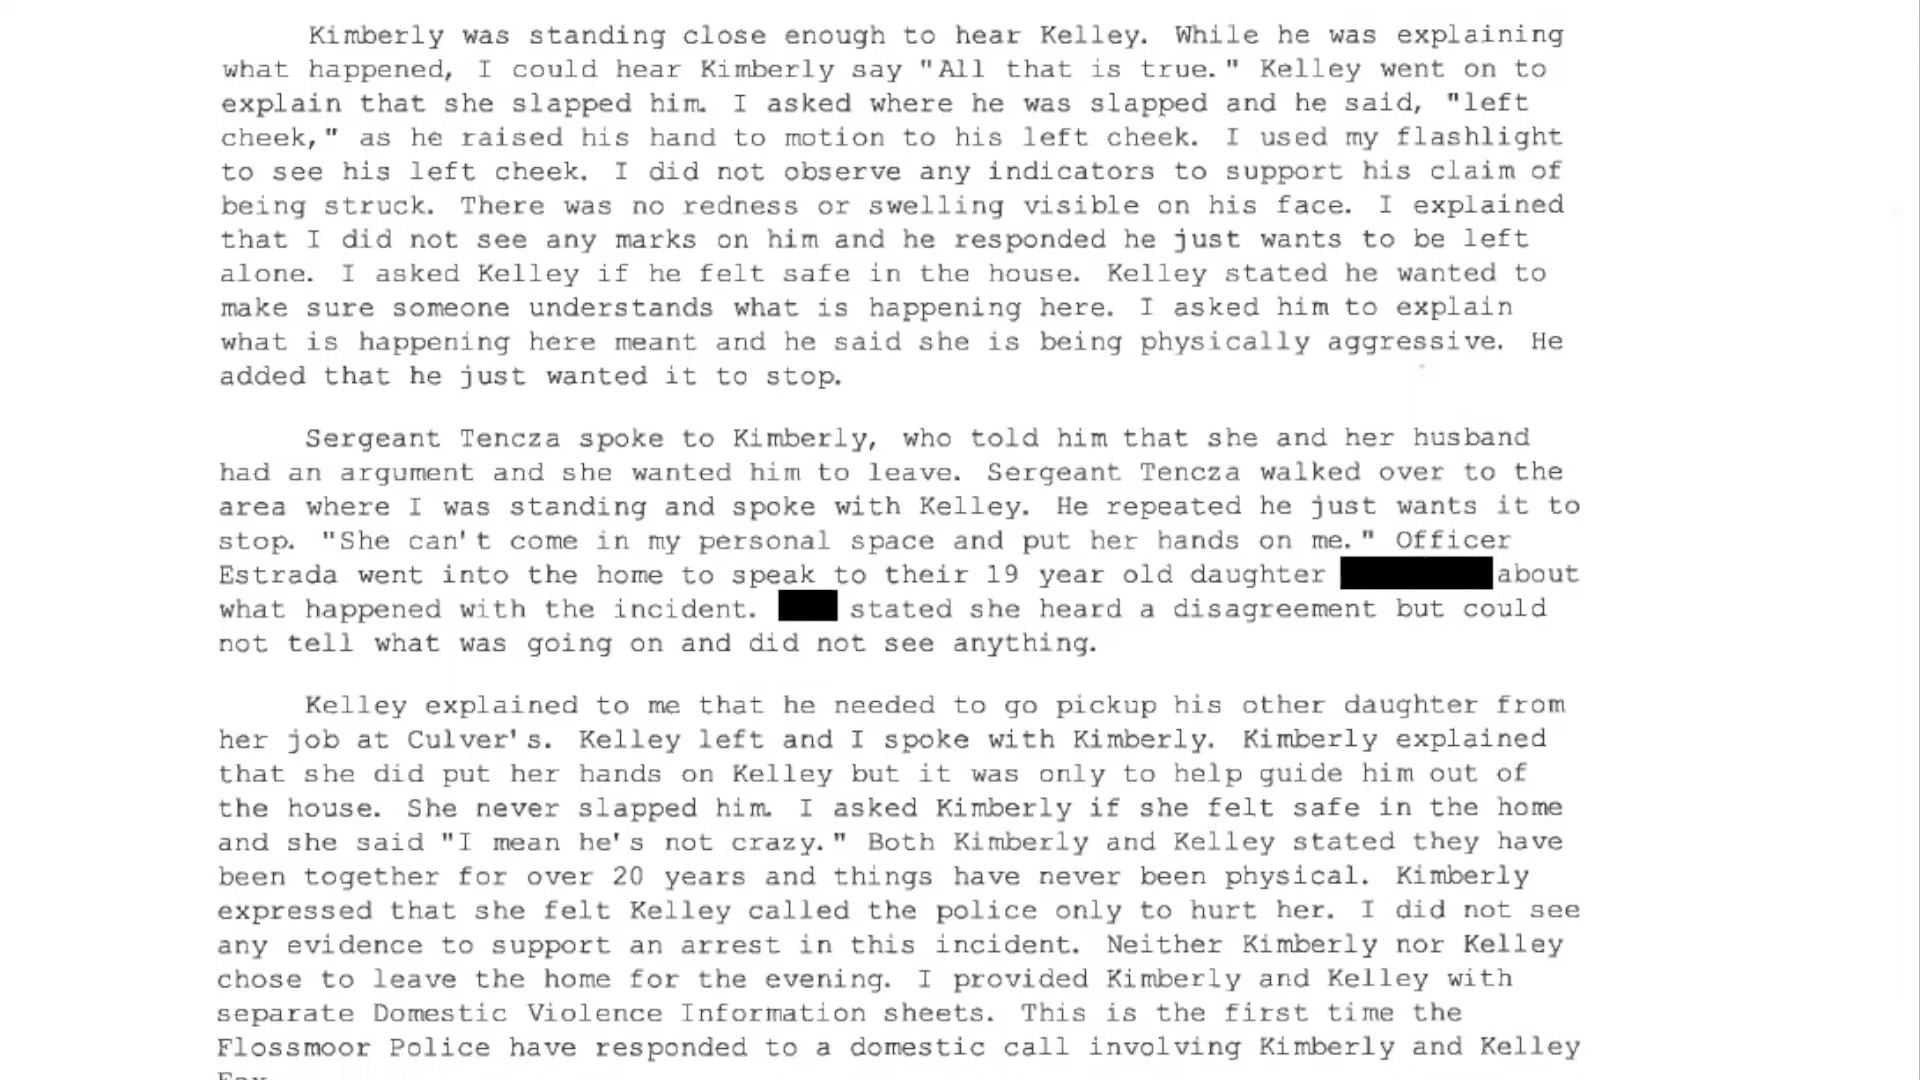 Kimberly was standing close enough to hear Kelley. While he was explaining
what happened, I could hear Kimberly say "All that is true." Kelley went on to
explain that she slapped him. I asked where he was slapped and he said, "left
cheek," as he raised his hand to motion to his left cheek. I used my flashlight
to see his left cheek. I did not observe any indicators to support his claim of
being struck. There was no redness or swelling visible on his face. I explained
that I did not see any marks on him and he responded he just wants to be left
alone. I asked Kelley if he felt safe in the house. Kelley stated he wanted to
make sure someone understands what is happening here. I asked him to explain
what is happening here meant and he said she is being physically aggressive. He
added that he just wanted it to stop.
Sergeant Tencza spoke to Kimberly, who told him that she and her husband
had an argument and she wanted him to leave. Sergeant Tencza walked over to the
area where I was standing and spoke with Kelley. He repeated he just wants it to
stop. "She can't come in my personal space and put her hands on me." Officer
Estrada went into the home to speak to their 19 year old daughter about
what happened with the incident. stated she heard a disagreement but could
not tell what was going on and did not see anything.
Kelley explained to me that he needed to go pickup his other daughter from
her job at Culver's. Kelley left and I spoke with Kimberly. Kimberly explained
that she did put her hands on Kelley but it was only to help guide him out of
the house. She never slapped him. I asked Kimberly if she felt safe in the home
and she said "I mean he's not crazy." Both Kimberly and Kelley stated they have
been together for over 20 years and things have never been physical. Kimberly
expressed that she felt Kelley called the police only to hurt her. I did not see
any evidence to support an arrest in this incident. Neither Kimberly nor Kelley
chose to leave the home for the evening. I provided Kimberly and Kelley with
separate Domestic Violence Information sheets. This is the first time the
Flossmoor Police have responded to a domestic call involving Kimberly and Kelley